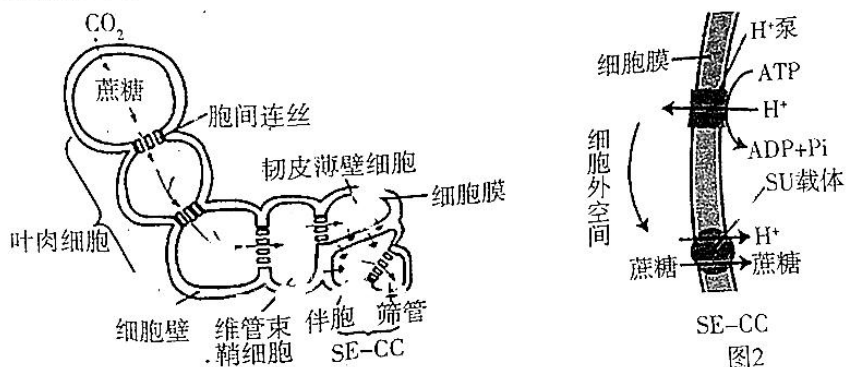 CO₂
蔗糖
胞间连丝
韧皮薄壁细胞
细胞膜
叶肉细胞
细胞壁
维管束
鞘细胞
伴胞
筛管
SE-CC
细胞膜
H⁺泵
ATP
H⁺
ADP+Pi
SU载体
细胞外空间
H⁺
蔗糖
蔗糖
SE-CC
图2